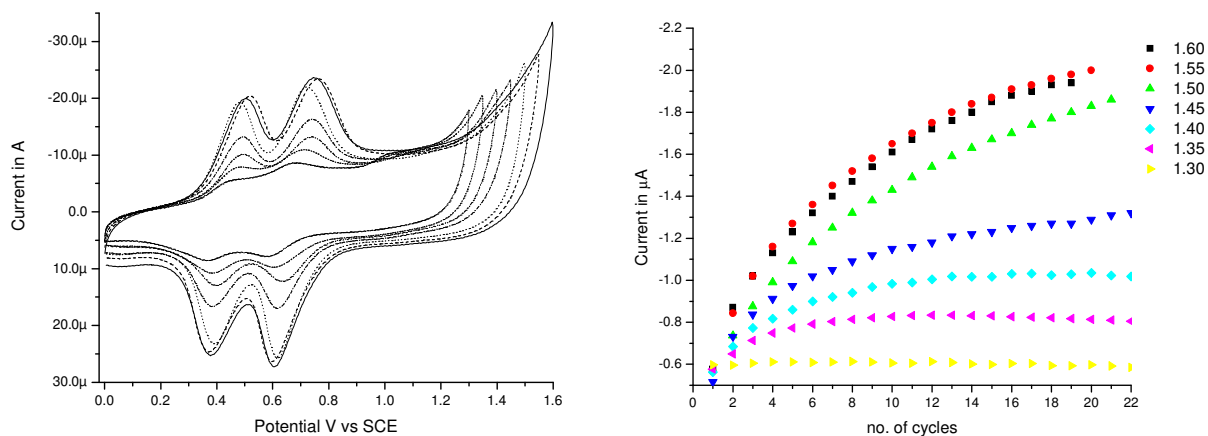 -30.0µ
-20.0µ
-10.0µ
0.0
10.0µ
20.0µ
30.0µ
Current in A
0.0 0.2 0.4 0.6 0.8 1.0 1.2 1.4 1.6
Potential V vs SCE
-2.2
-2.0
-1.8
-1.6
-1.4
-1.2
-1.0
-0.8
-0.6
Current in µA
0 2 4 6 8 10 12 14 16 18 20 22
no. of cycles
1.60
1.55
1.50
1.45
1.40
1.35
1.30